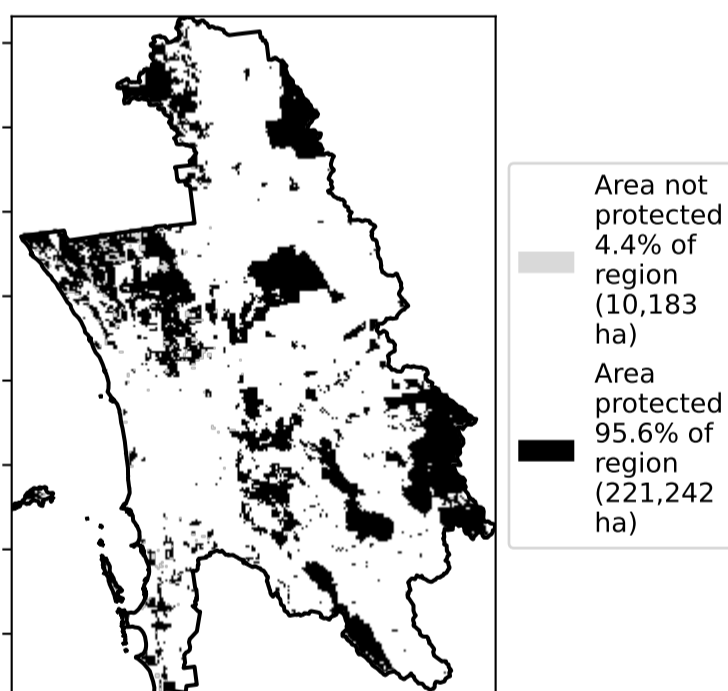 Area not
protected
4.4% of
region
(10,183
ha)
Area
protected
95.6% of
region
(221,242
ha)